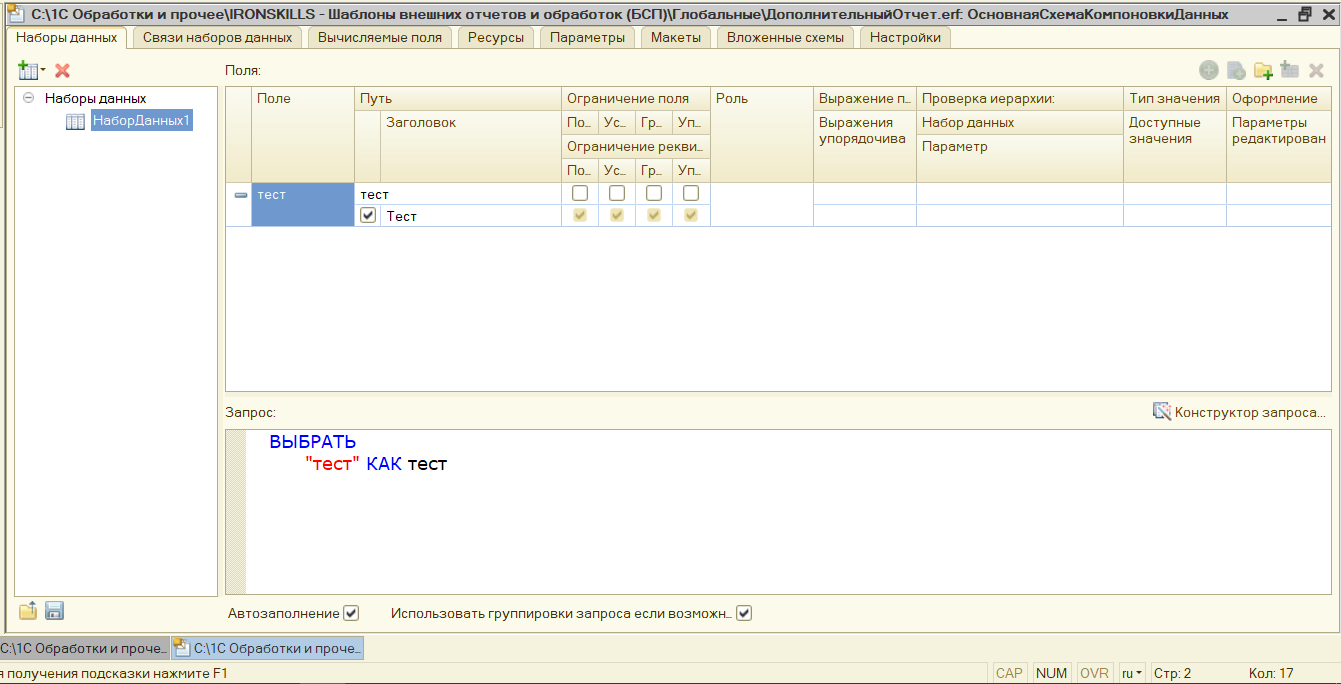 C:\1С Обработки и прочее\IRONSKILLS - Шаблоны внешних отчетов и обработок (БСП)\Глобальные\ДополнительныйОтчет.erf: ОсновнаяСхемаКомпоновкиДанных
Наборы данных Связи наборов данных Вычисляемые поля Ресурсы Параметры Макеты Вложенные схемы Настройки
Поля:
Наборы данных
НаборДанных1
Поле Путь Ограничение поля Роль Выражение п... Проверка иерархии: Тип значения Оформление
Заголовок По... Ус... Гр... Уп... Выражения упорядочива Набор данных Доступные значения Параметры редактирован
Ограничение рекви... Параметр
По... Ус... Гр... Уп...
тест тест
Тест
Запрос:
Конструктор запроса...
ВЫБРАТЬ
"тест" КАК тест
Автозаполнение Использовать группировки запроса если возможн...
C:\1С Обработки и проче... C:\1С Обработки и проче...
я получения подсказки нажмите F1 CAP NUM OVR ru Стр: 2 Кол: 17